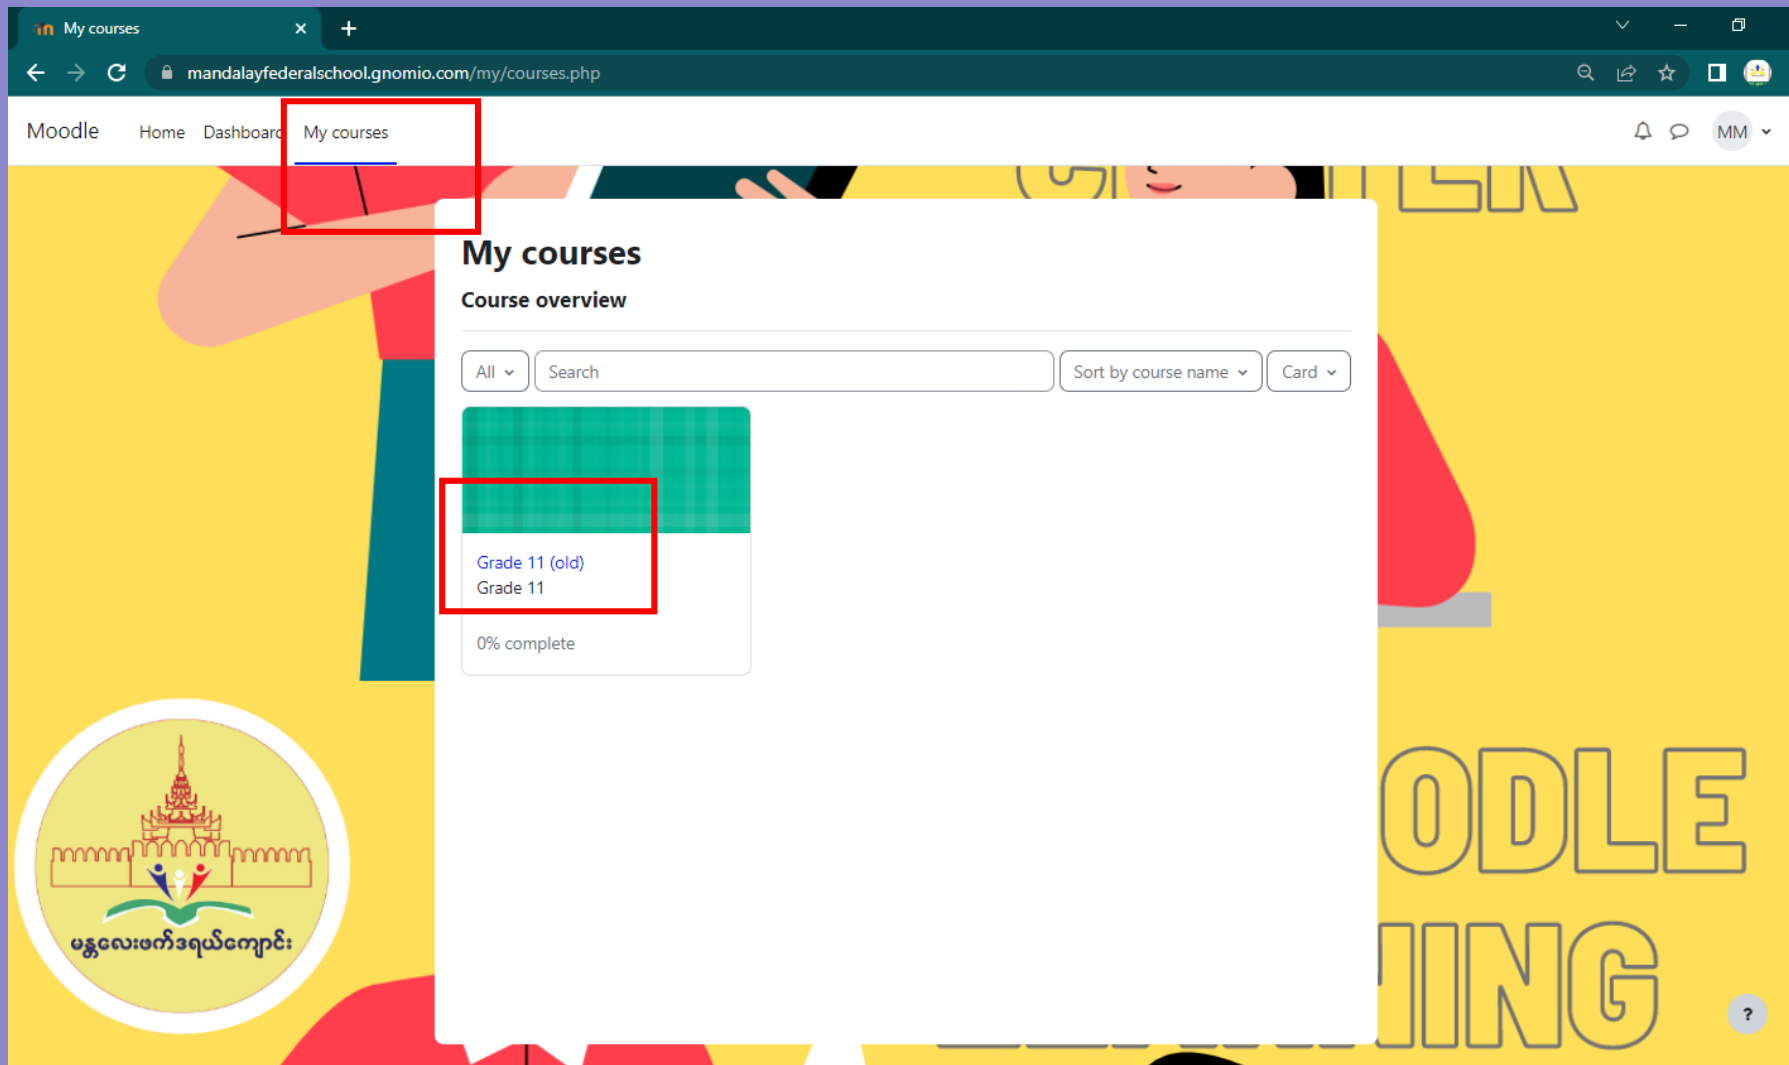 My courses
mandalayfederalschool.gnomio.com/my/courses.php
Moodle Home Dashboard My courses MM
My courses
Course overview
All Search Sort by course name Card
Grade 11 (old)
Grade 11
0% complete
မန္တလေးဖက်ဒရယ်ကျောင်း
?